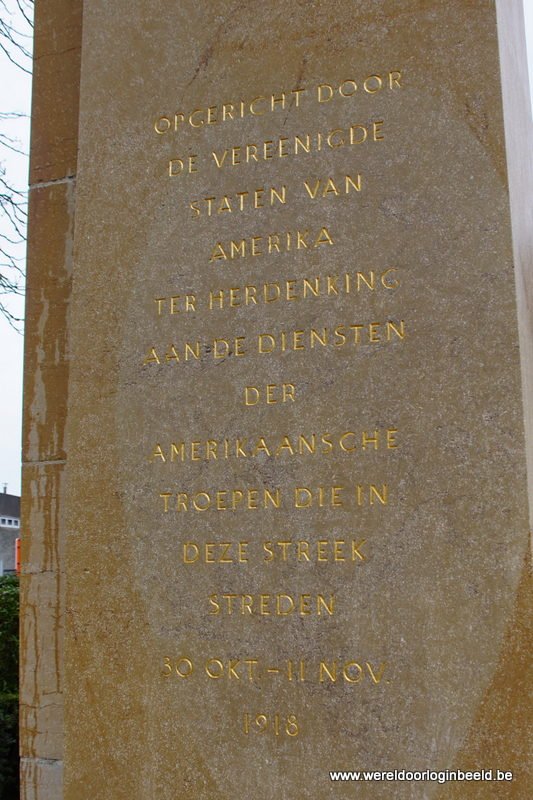 OPGERICHT DOOR
DE VEREENIGDE
STATEN VAN
AMERIKA
TER HERDENKING
AAN DE DIENSTEN
DER
AMERIKAANSCHE
TROEPEN DIE IN
DEZE STREEK
STREDEN
30 OKT. – 11 NOV.
1918
www.wereldoorloginbeeld.be